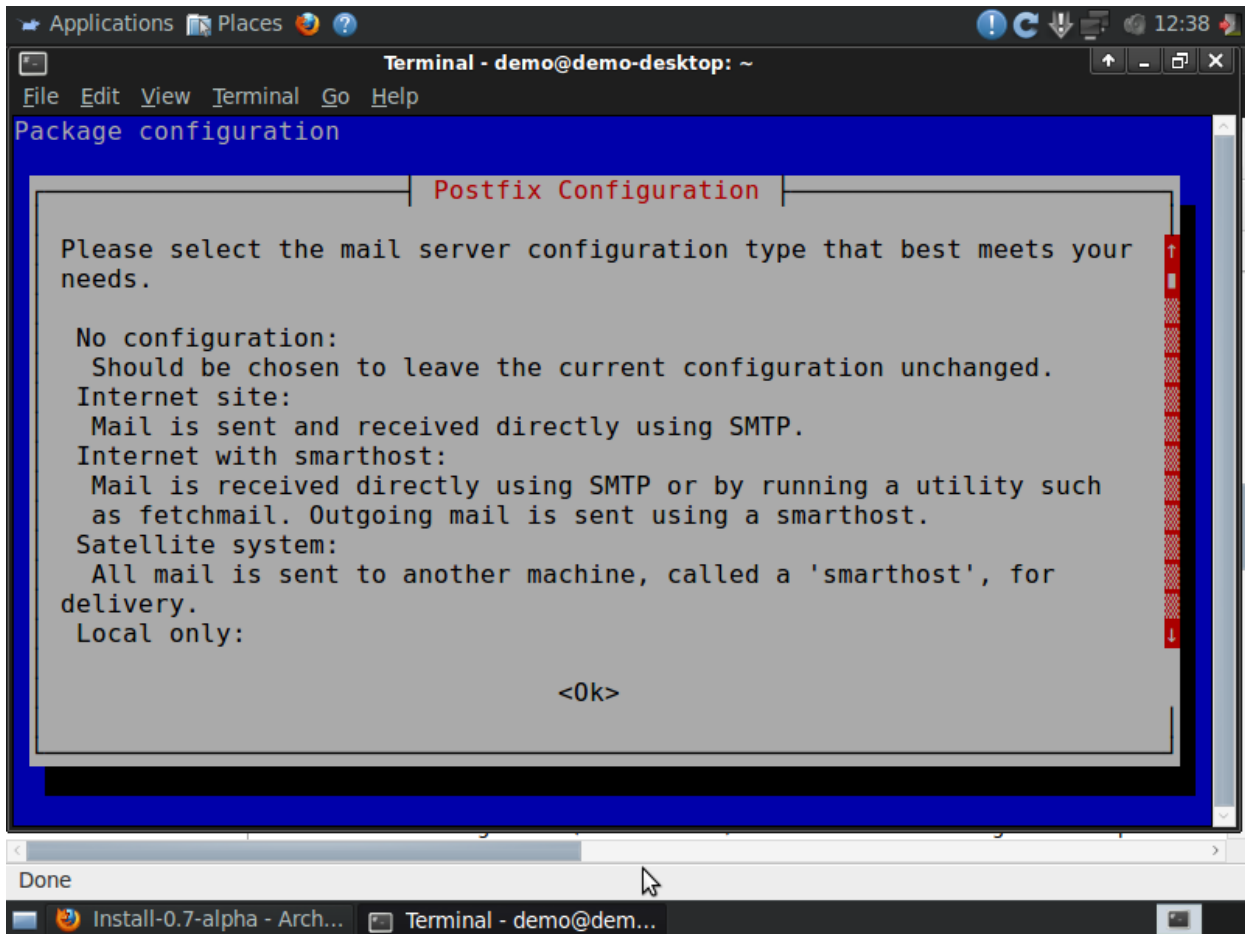 Applications Places 12:38
Terminal - demo@demo-desktop: ~
File Edit View Terminal Go Help
Package configuration
Postfix Configuration
Please select the mail server configuration type that best meets your
needs.
No configuration:
Should be chosen to leave the current configuration unchanged.
Internet site:
Mail is sent and received directly using SMTP.
Internet with smarthost:
Mail is received directly using SMTP or by running a utility such
as fetchmail. Outgoing mail is sent using a smarthost.
Satellite system:
All mail is sent to another machine, called a 'smarthost', for
delivery.
Local only:
<Ok>
Done
Install-0.7-alpha - Arch... Terminal - demo@dem...